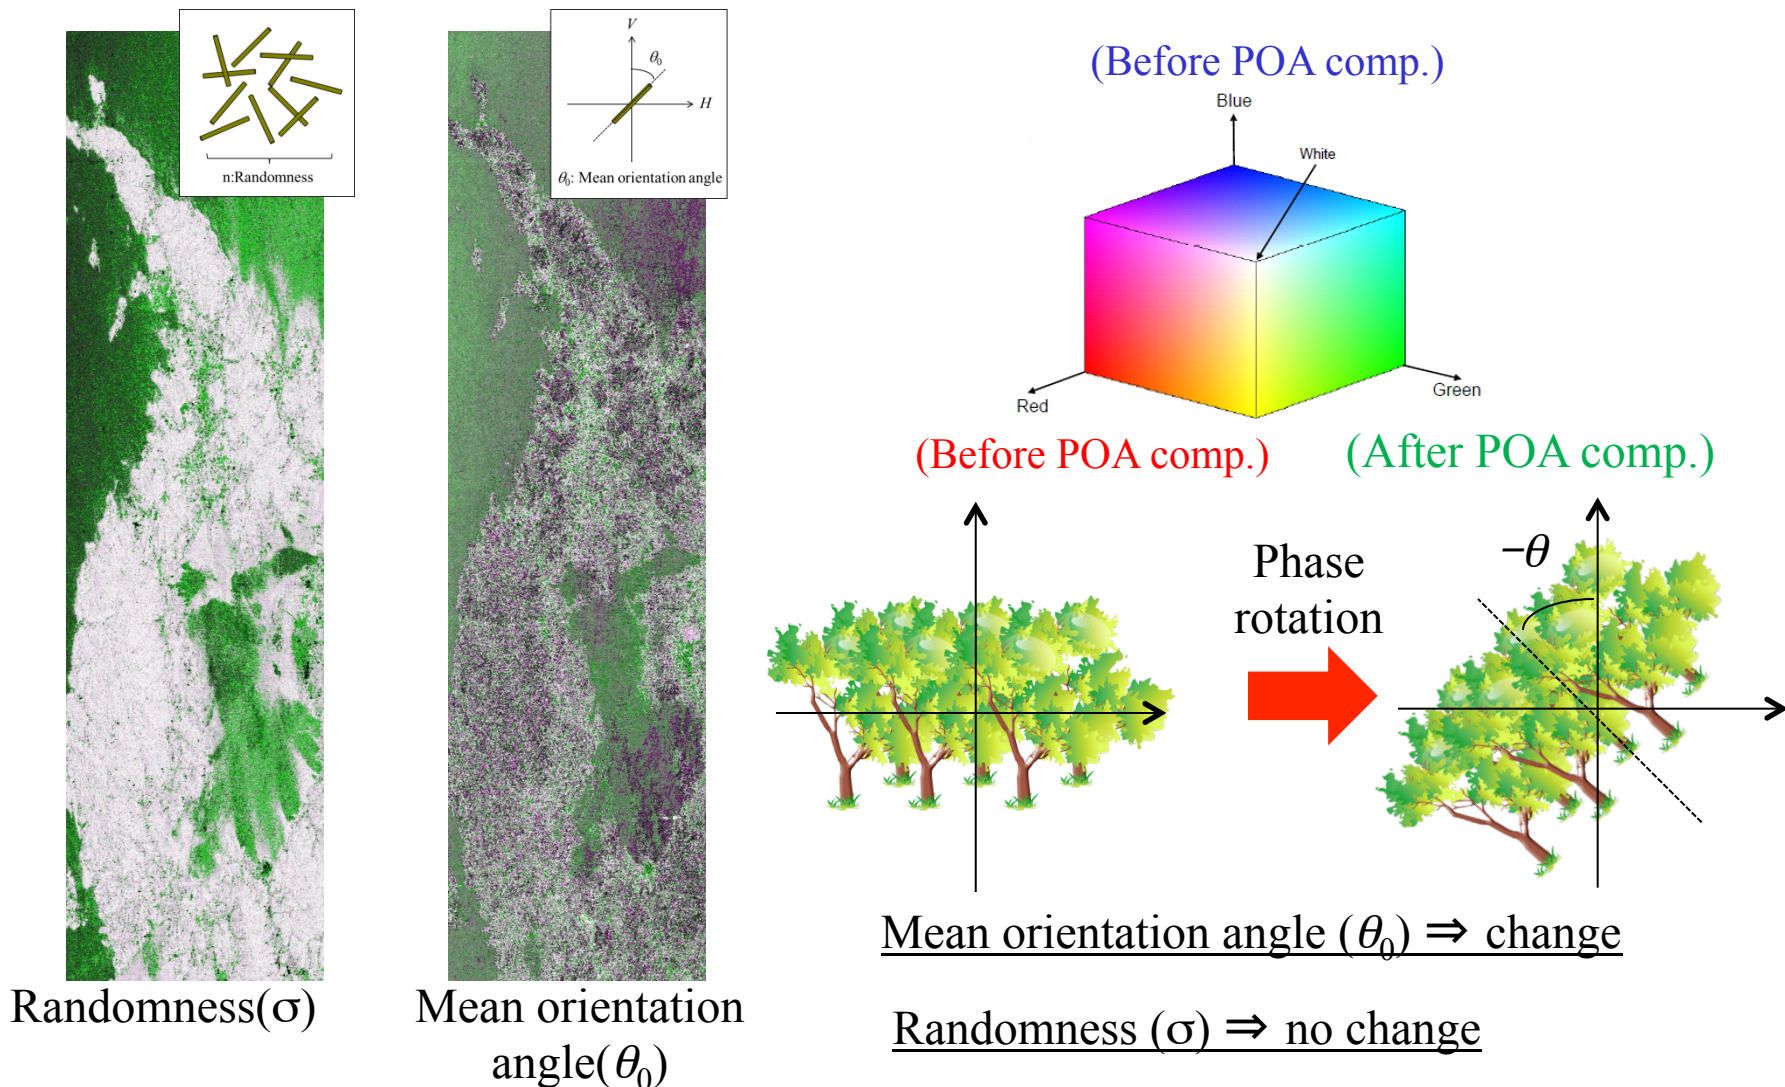 n:Randomness
V
θ0
H
θ0: Mean orientation angle
Randomness(σ)
Mean orientation
angle(θ0)
(Before POA comp.)
Blue
White
Red
Green
(Before POA comp.)
(After POA comp.)
Phase
rotation
−θ
Mean orientation angle (θ0) ⇒ change
Randomness (σ) ⇒ no change